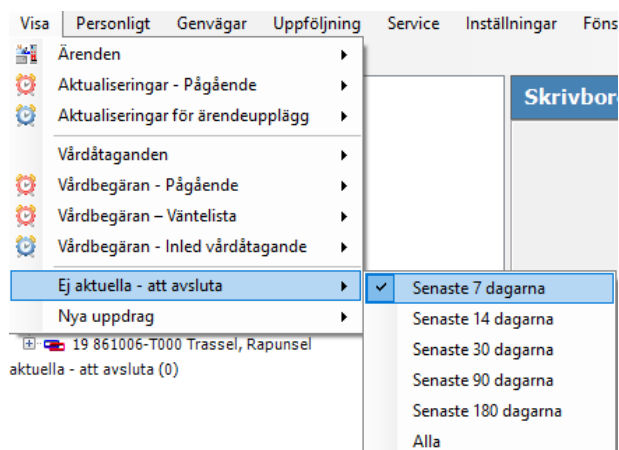 Visa Personligt Genvägar Uppföljning Service Inställningar Föns
Ärenden
Aktualiseringar - Pågående
Aktualiseringar för ärendeupplägg
Skrivbor
Vårdåtaganden
Vårdbegäran - Pågående
Vårdbegäran – Väntelista
Vårdbegäran - Inled vårdåtagande
Ej aktuella - att avsluta
Senaste 7 dagarna
Nya uppdrag
Senaste 14 dagarna
19 861006-T000 Trassel, Rapunsel
Senaste 30 dagarna
aktuella - att avsluta (0)
Senaste 90 dagarna
Senaste 180 dagarna
Alla